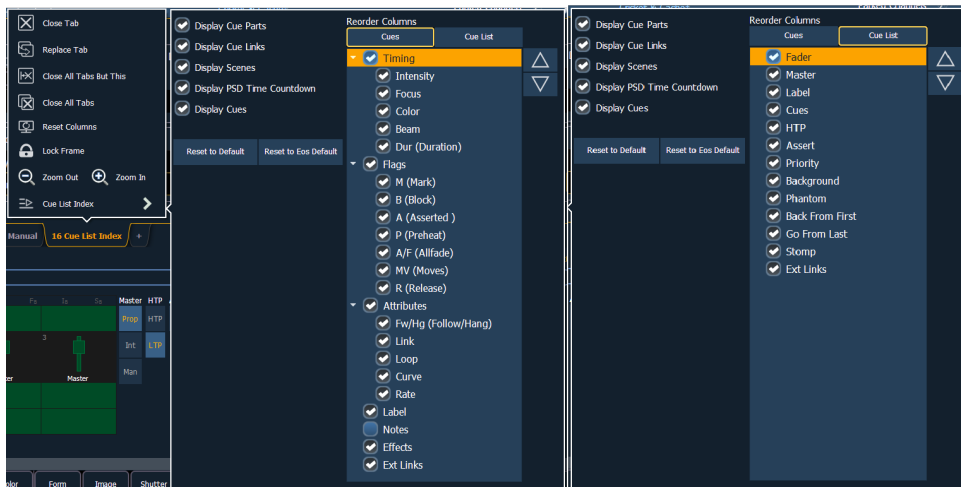 Close Tab
Replace Tab
Close All Tabs But This
Close All Tabs
Reset Columns
Lock Frame
Zoom Out Zoom In
Cue List Index
Manual 16 Cue List Index +
Fs Is Ss Master HTP
Prop HTP
3
Int LTP
Master
Man
Form Image Shutter
Display Cue Parts
Display Cue Links
Display Scenes
Display PSD Time Countdown
Display Cues
Reset to Default Reset to Eos Default
Reorder Columns
Cues Cue List
Timing
Intensity
Focus
Color
Beam
Dur (Duration)
Flags
M (Mark)
B (Block)
A (Asserted )
P (Preheat)
A/F (Allfade)
MV (Moves)
R (Release)
Attributes
Fw/Hg (Follow/Hang)
Link
Loop
Curve
Rate
Label
Notes
Effects
Ext Links
Display Cue Parts
Display Cue Links
Display Scenes
Display PSD Time Countdown
Display Cues
Reset to Default Reset to Eos Default
Reorder Columns
Cues Cue List
Fader
Master
Label
Cues
HTP
Assert
Priority
Background
Phantom
Back From First
Go From Last
Stomp
Ext Links